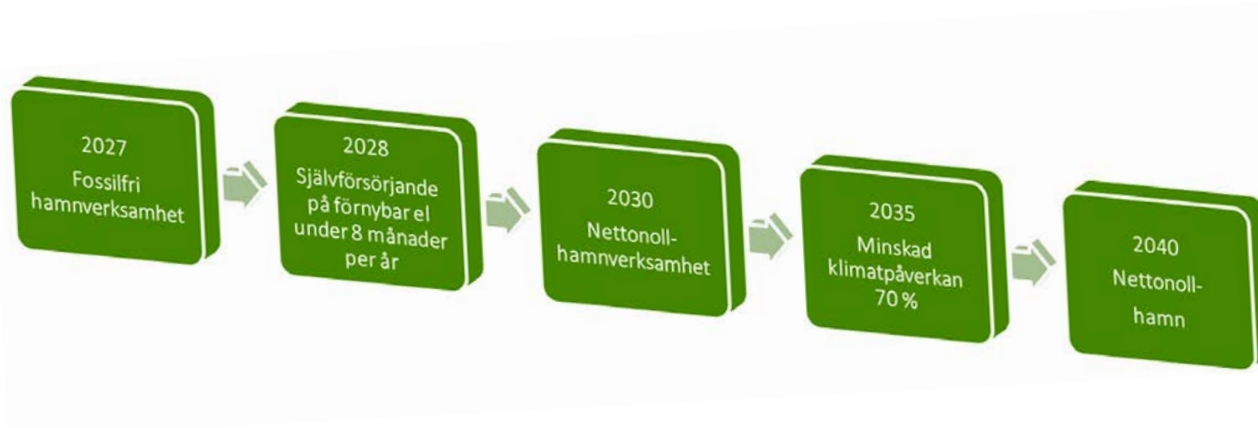 2027
Fossilfri
hamnverksamhet
2028
Självförsörjande
på förnybar el
under 8 månader
per år
2030
Nettonoll-
hamnverksamhet
2035
Minskad
klimatpåverkan
70 %
2040
Nettonoll-
hamn